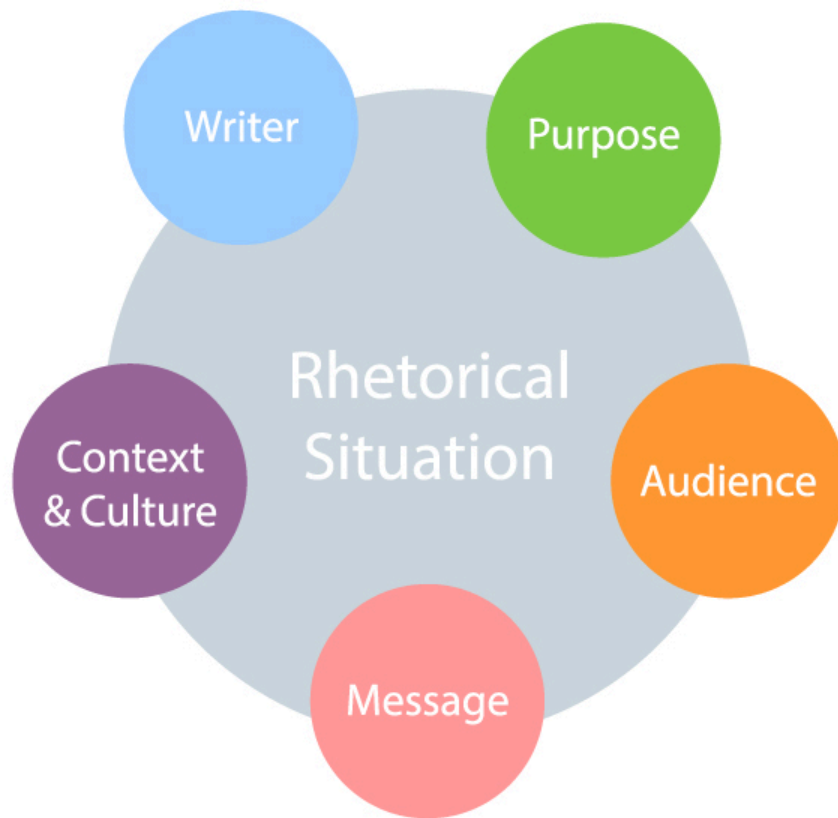 Writer
Purpose
Rhetorical
Situation
Context
& Culture
Audience
Message